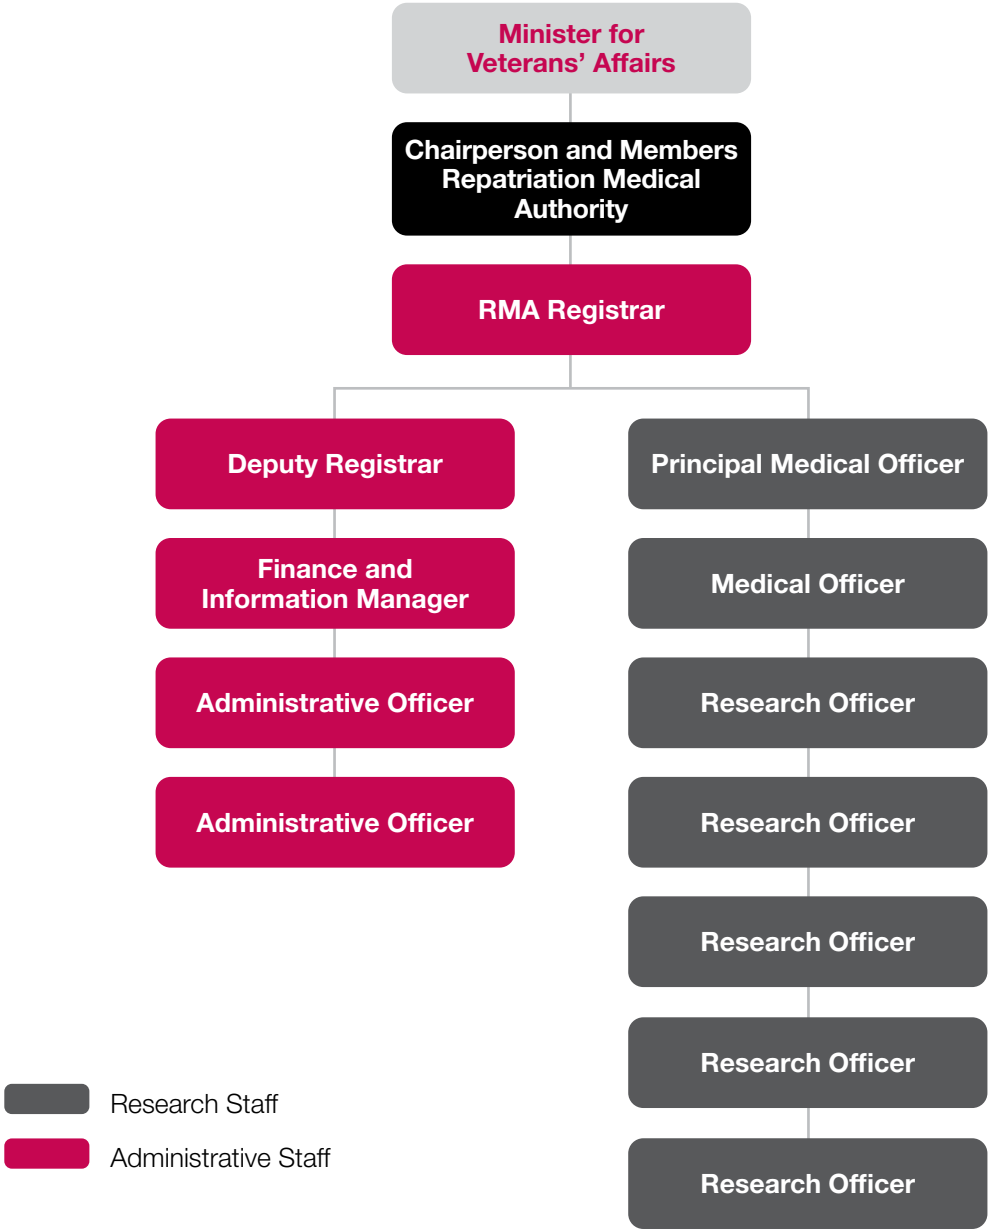 Minister for
Veterans’ Affairs
Chairperson and Members
Repatriation Medical
Authority
RMA Registrar
Deputy Registrar
Principal Medical Officer
Finance and
Information Manager
Medical Officer
Administrative Officer
Research Officer
Administrative Officer
Research Officer
Research Officer
Research Officer
Research Officer
Research Staff
Administrative Staff